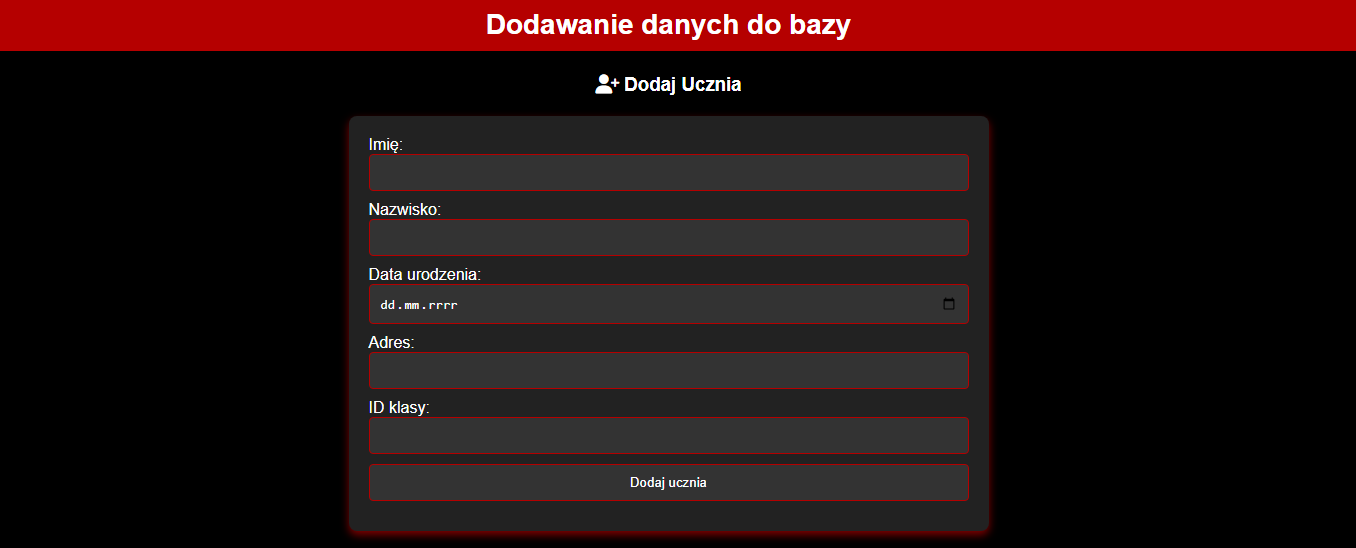 Dodawanie danych do bazy
Dodaj Ucznia
Imię:
Nazwisko:
Data urodzenia:
dd.mm.rrrr
Adres:
ID klasy:
Dodaj ucznia